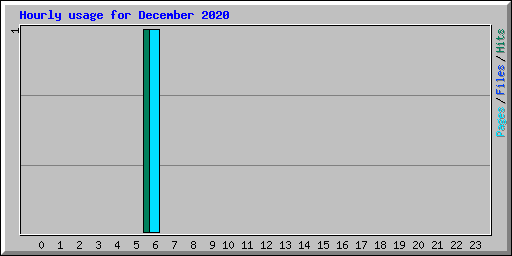 Hourly usage for December 2020
1
Pages/Files/Hits
0 1 2 3 4 5 6 7 8 9 10 11 12 13 14 15 16 17 18 19 20 21 22 23